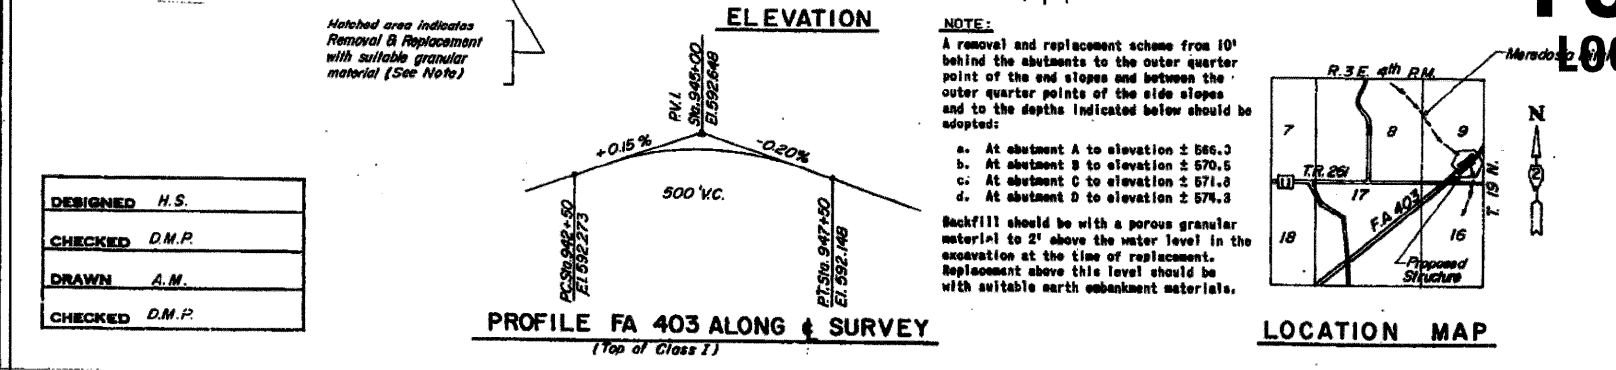 ELEVATION
Hatched area indicates
Removal & Replacement
with suitable granular
material (See Note)
P.V.I.
Sta. 945+00
El. 592.648
+0.15%
-0.20%
500' V.C.
P.C. Sta. 942+50
El. 592.273
P.T. Sta. 947+50
El. 592.148
PROFILE FA 403 ALONG ℄ SURVEY
(Top of Class I)
DESIGNED H.S.
CHECKED D.M.P.
DRAWN A.M.
CHECKED D.M.P.
NOTE:
A removal and replacement scheme from 10'
behind the abutments to the outer quarter
point of the end slopes and between the
outer quarter points of the side slopes
and to the depths indicated below should be
adopted:
a. At abutment A to elevation ± 566.3
b. At abutment B to elevation ± 570.5
c. At abutment C to elevation ± 571.8
d. At abutment D to elevation ± 574.3
Backfill should be with a porous granular
material to 2' above the water level in the
excavation at the time of replacement.
Replacement above this level should be
with suitable earth embankment materials.
R. 3 E. 4th P.M.
7
8
9
T.R. 261
17
F.A. 403
18
16
T. 19 N.
Proposed
Structure
N
2
LOCATION MAP